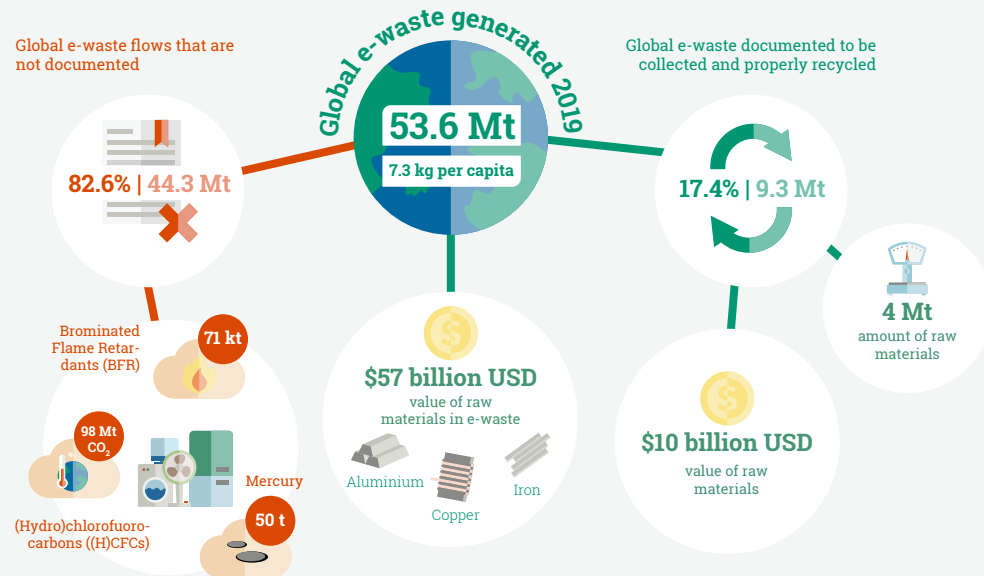 Global e-waste generated 2019
53.6 Mt
7.3 kg per capita
Global e-waste flows that are
not documented
82.6% | 44.3 Mt
Brominated
Flame Retar-
dants (BFR)
71 kt
98 Mt
CO₂
(Hydro)chlorofuoro-
carbons ((H)CFCs)
Mercury
50 t
$57 billion USD
value of raw
materials in e-waste
Aluminium
Copper
Iron
Global e-waste documented to be
collected and properly recycled
17.4% | 9.3 Mt
4 Mt
amount of raw
materials
$10 billion USD
value of raw
materials